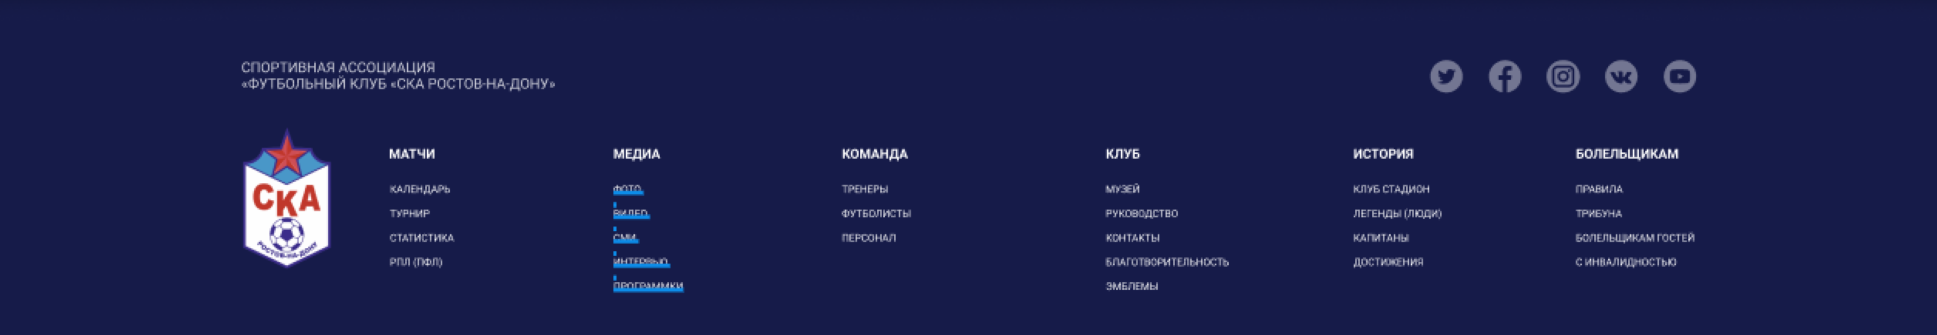 СПОРТИВНАЯ АССОЦИАЦИЯ
«ФУТБОЛЬНЫЙ КЛУБ «СКА РОСТОВ-НА-ДОНУ»
СКА
РОСТОВ-НА-ДОНУ
МАТЧИ
КАЛЕНДАРЬ
ТУРНИР
СТАТИСТИКА
РПЛ (ПФЛ)
МЕДИА
ФОТО
ВИДЕО
СМИ
ИНТЕРВЬЮ
ПРОГРАММКИ
КОМАНДА
ТРЕНЕРЫ
ФУТБОЛИСТЫ
ПЕРСОНАЛ
КЛУБ
МУЗЕЙ
РУКОВОДСТВО
КОНТАКТЫ
БЛАГОТВОРИТЕЛЬНОСТЬ
ЭМБЛЕМЫ
ИСТОРИЯ
КЛУБ СТАДИОН
ЛЕГЕНДЫ (ЛЮДИ)
КАПИТАНЫ
ДОСТИЖЕНИЯ
БОЛЕЛЬЩИКАМ
ПРАВИЛА
ТРИБУНА
БОЛЕЛЬЩИКАМ ГОСТЕЙ
С ИНВАЛИДНОСТЬЮ